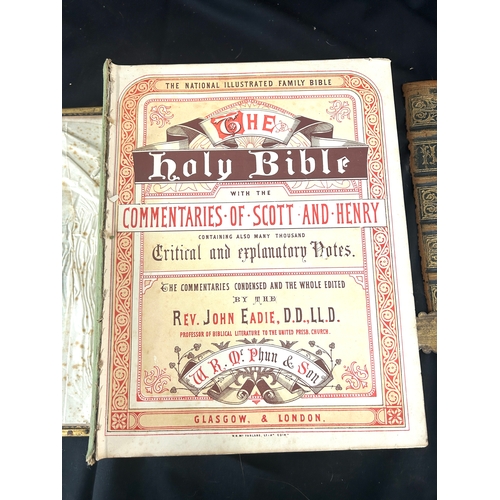 THE NATIONAL ILLUSTRATED FAMILY BIBLE
THE
Holy Bible
WITH THE
COMMENTARIES·OF·SCOTT·AND·HENRY
CONTAINING ALSO MANY THOUSAND
Critical and explanatory Notes.
THE COMMENTARIES CONDENSED AND THE WHOLE EDITED
BY THE
REV. JOHN EADIE, D.D., LL.D.
PROFESSOR OF BIBLICAL LITERATURE TO THE UNITED PRESB. CHURCH.
W. R. McPhun & Son
GLASGOW, & LONDON.